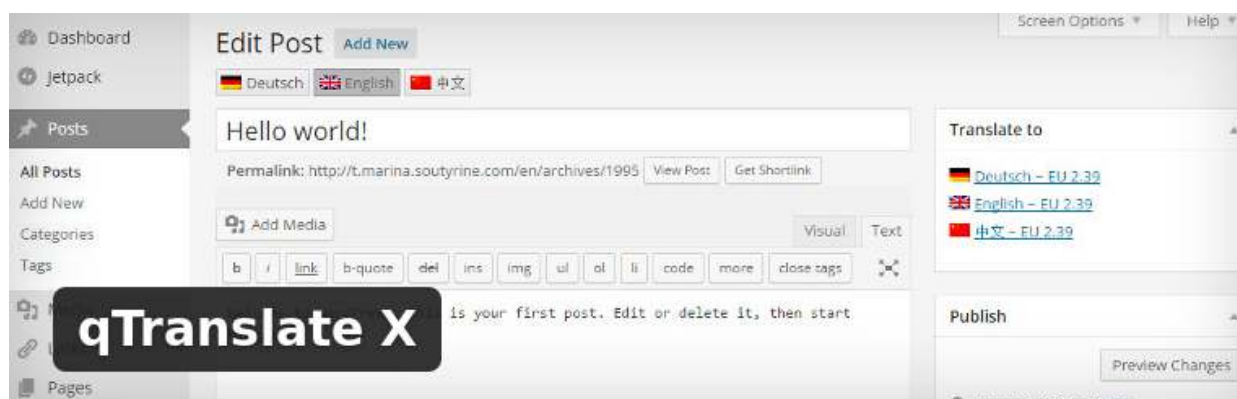 Dashboard
Jetpack
Posts
All Posts
Add New
Categories
Tags
Pages
Screen Options
Help
Edit Post Add New
Deutsch English 中文
Hello world!
Permalink: http://t.marina.soutyrine.com/en/archives/1995 View Post Get Shortlink
Add Media
Visual Text
b i link b-quote del ins img ul ol li code more close tags
is your first post. Edit or delete it, then start
qTranslate X
Translate to
Deutsch – EU 2.39
English – EU 2.39
中文 – EU 2.39
Publish
Preview Changes